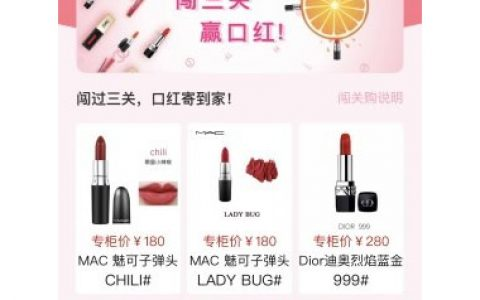 闯三关
赢口红!
闯过三关，口红寄到家!
闯关购说明
chili
MAC
LADY BUG
DIOR 999
专柜价￥180
专柜价￥180
专柜价￥280
MAC 魅可子弹头
CHILI#
MAC 魅可子弹头
LADY BUG#
Dior迪奥烈焰蓝金
999#